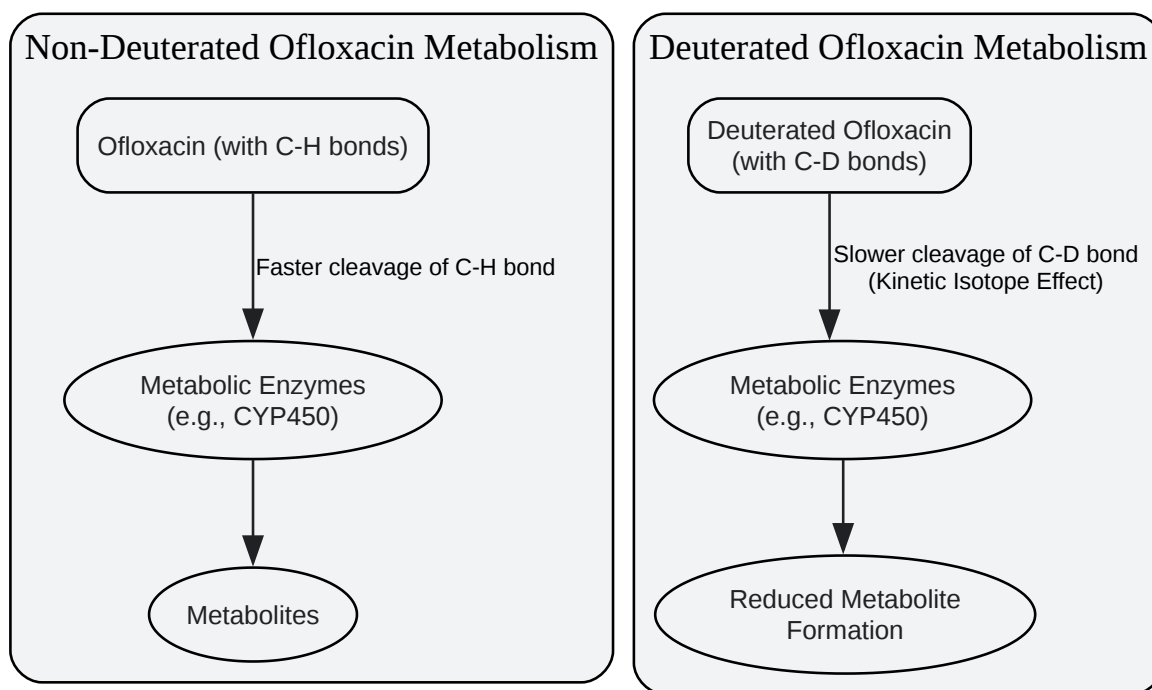 Non-Deuterated Ofloxacin Metabolism
Ofloxacin (with C-H bonds)
Faster cleavage of C-H bond
Metabolic Enzymes
(e.g., CYP450)
Metabolites
Deuterated Ofloxacin Metabolism
Deuterated Ofloxacin
(with C-D bonds)
Slower cleavage of C-D bond
(Kinetic Isotope Effect)
Metabolic Enzymes
(e.g., CYP450)
Reduced Metabolite
Formation